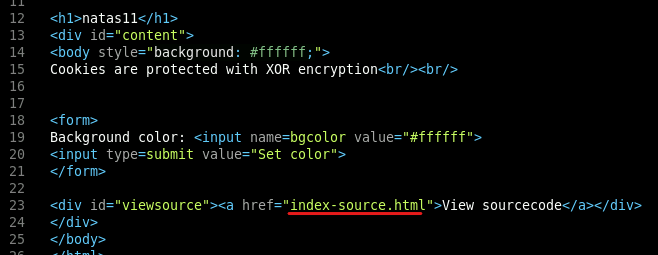 11
12 <h1>natas11</h1>
13 <div id="content">
14 <body style="background: #ffffff;">
15 Cookies are protected with XOR encryption<br/><br/>
16
17
18 <form>
19 Background color: <input name=bgcolor value="#ffffff">
20 <input type=submit value="Set color">
21 </form>
22
23 <div id="viewsource"><a href="index-source.html">View sourcecode</a></div>
24 </div>
25 </body>
26 </html>